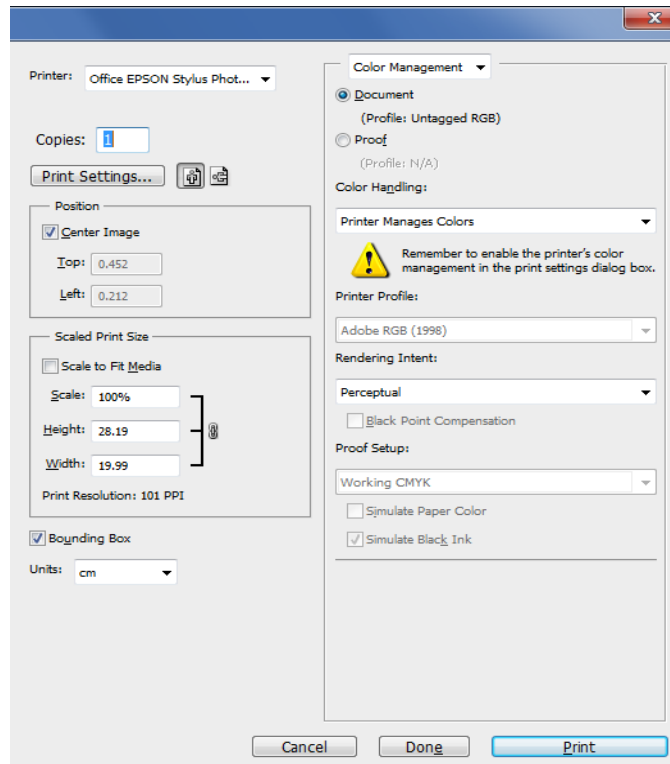 Printer: Office EPSON Stylus Phot...
Copies: 1
Print Settings...
Position
Center Image
Top: 0.452
Left: 0.212
Scaled Print Size
Scale to Fit Media
Scale: 100%
Height: 28.19
Width: 19.99
Print Resolution: 101 PPI
Bounding Box
Units: cm
Color Management
Document
(Profile: Untagged RGB)
Proof
(Profile: N/A)
Color Handling:
Printer Manages Colors
Remember to enable the printer's color
management in the print settings dialog box.
Printer Profile:
Adobe RGB (1998)
Rendering Intent:
Perceptual
Black Point Compensation
Proof Setup:
Working CMYK
Simulate Paper Color
Simulate Black Ink
Cancel
Done
Print